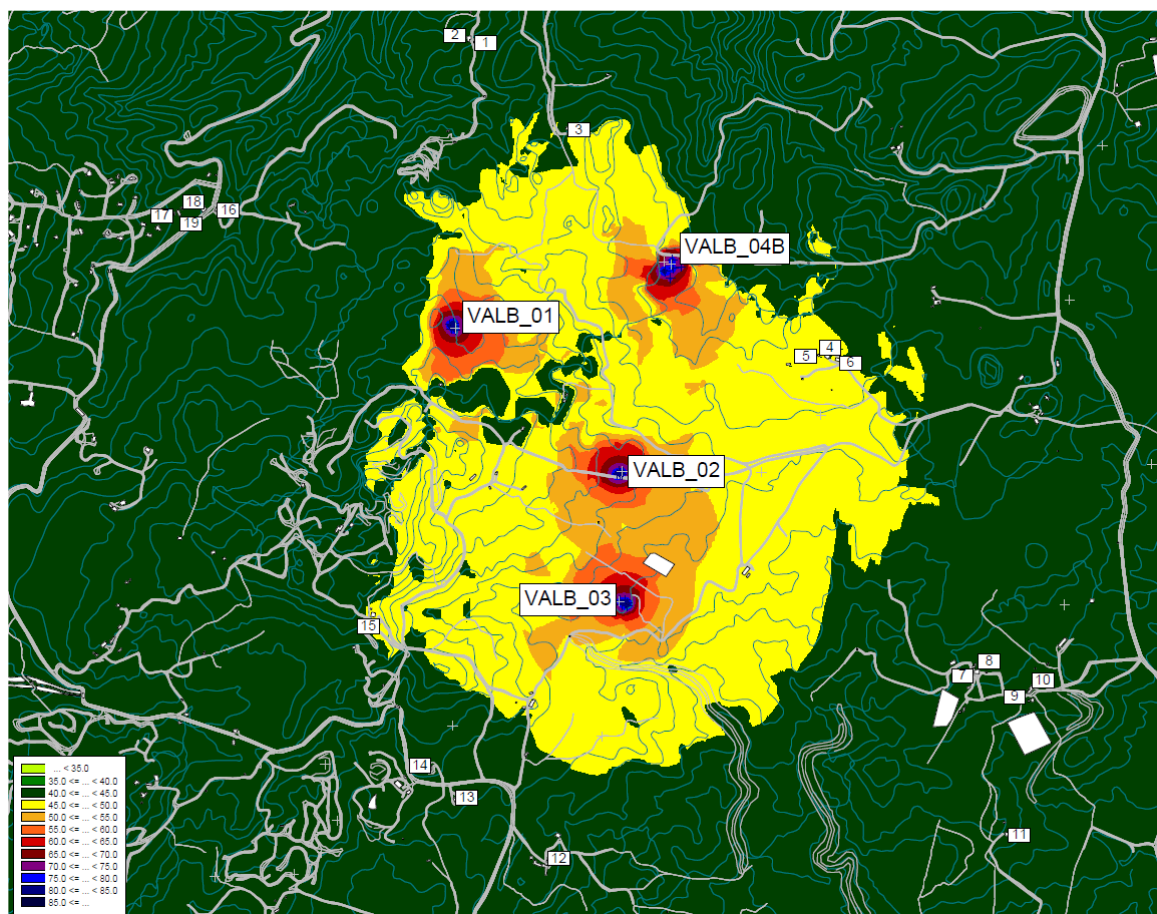 2
1
3
18
17
16
19
VALB_04B
VALB_01
4
5
6
VALB_02
VALB_03
15
8
7
10
9
14
13
11
12
... < 35.0
35.0 <= ... < 40.0
40.0 <= ... < 45.0
45.0 <= ... < 50.0
50.0 <= ... < 55.0
55.0 <= ... < 60.0
60.0 <= ... < 65.0
65.0 <= ... < 70.0
70.0 <= ... < 75.0
75.0 <= ... < 80.0
80.0 <= ... < 85.0
85.0 <= ...